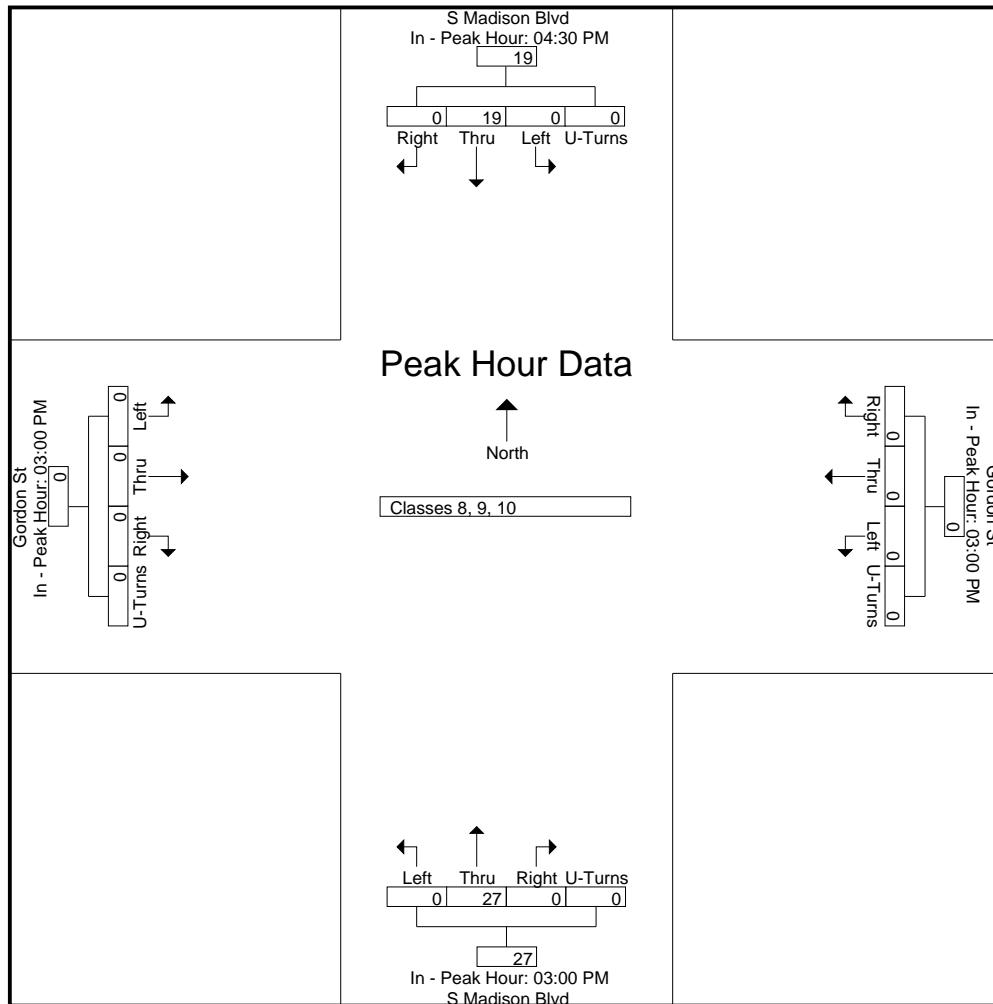 S Madison Blvd
In - Peak Hour: 04:30 PM
19
0 19 0 0
Right Thru Left U-Turns
Peak Hour Data
North
Classes 8, 9, 10
Gordon St
In - Peak Hour: 03:00 PM
0
0 0 0 0
Left Thru Right U-Turns
Right Thru Left U-Turns
0 0 0 0
0
In - Peak Hour: 03:00 PM
Gordon St
Left Thru Right U-Turns
0 27 0 0
27
In - Peak Hour: 03:00 PM
S Madison Blvd